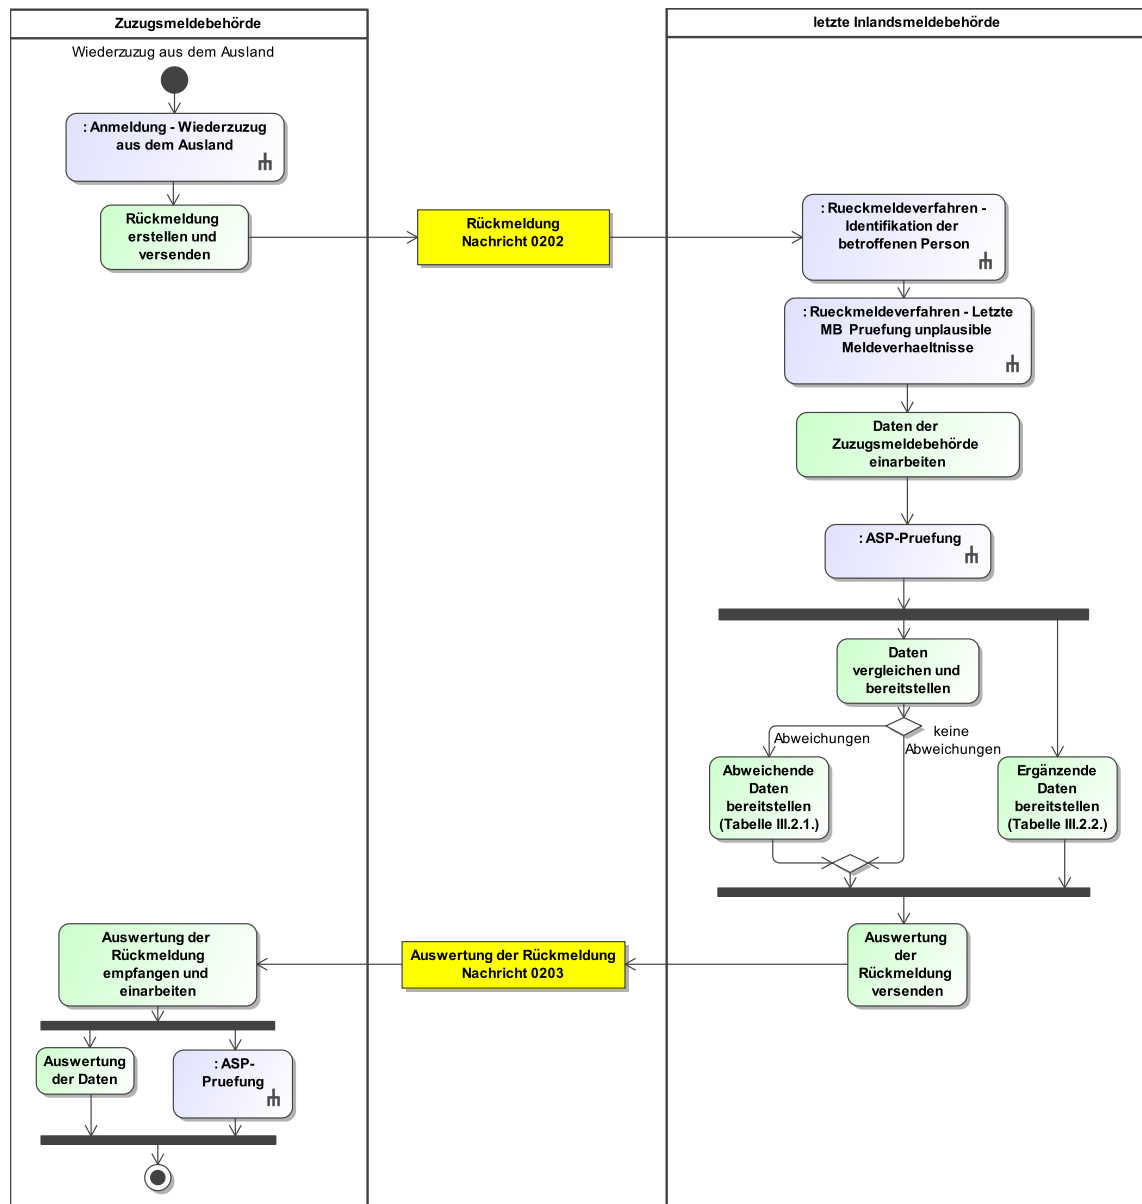 Zuzugsmeldebehörde
letzte Inlandsmeldebehörde
Wiederzuzug aus dem Ausland
: Anmeldung - Wiederzuzug
aus dem Ausland
Rückmeldung
erstellen und
versenden
Rückmeldung
Nachricht 0202
: Rueckmeldeverfahren -
Identifikation der
betroffenen Person
: Rueckmeldeverfahren - Letzte
MB Pruefung unplausible
Meldeverhaeltnisse
Daten der
Zuzugsmeldebehörde
einarbeiten
: ASP-Pruefung
Daten
vergleichen und
bereitstellen
Abweichungen
keine
Abweichungen
Abweichende
Daten
bereitstellen
(Tabelle III.2.1.)
Ergänzende
Daten
bereitstellen
(Tabelle III.2.2.)
Auswertung
der
Rückmeldung
versenden
Auswertung der Rückmeldung
Nachricht 0203
Auswertung der
Rückmeldung
empfangen und
einarbeiten
Auswertung
der Daten
: ASP-
Pruefung